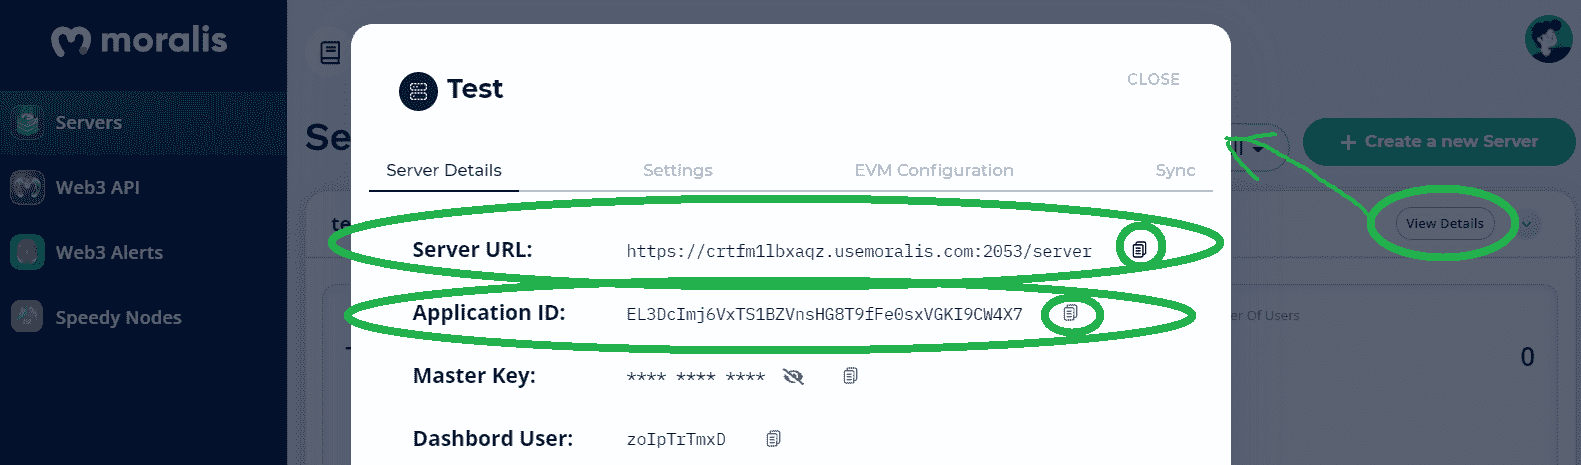 moralis
Servers
Web3 API
Web3 Alerts
Speedy Nodes
Se
te
Test
CLOSE
Server Details Settings EVM Configuration Sync
Server URL: https://crtfm1lbxaqz.usemoralis.com:2053/server
Application ID: EL3DcImj6VxTS1BZVnsHG8T9fFe0sxVGKI9CW4X7
Master Key: **** **** ****
Dashbord User: zoIpTrTmxD
+ Create a new Server
View Details
er Of Users
0